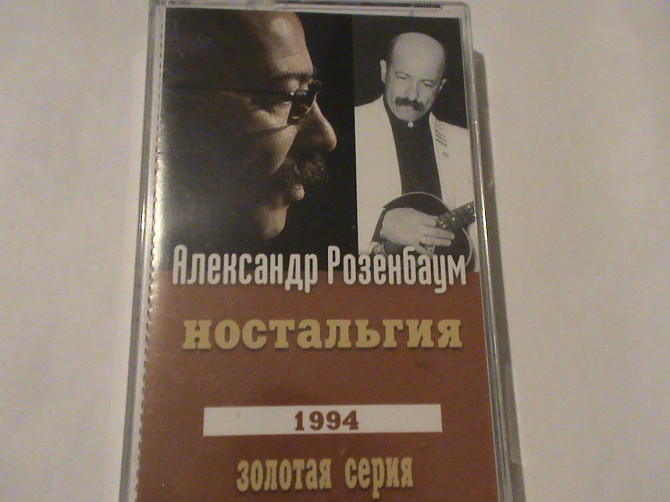 Александр Розенбаум
НОСТАЛЬГИЯ
1994
ЗОЛОТАЯ СЕРИЯ